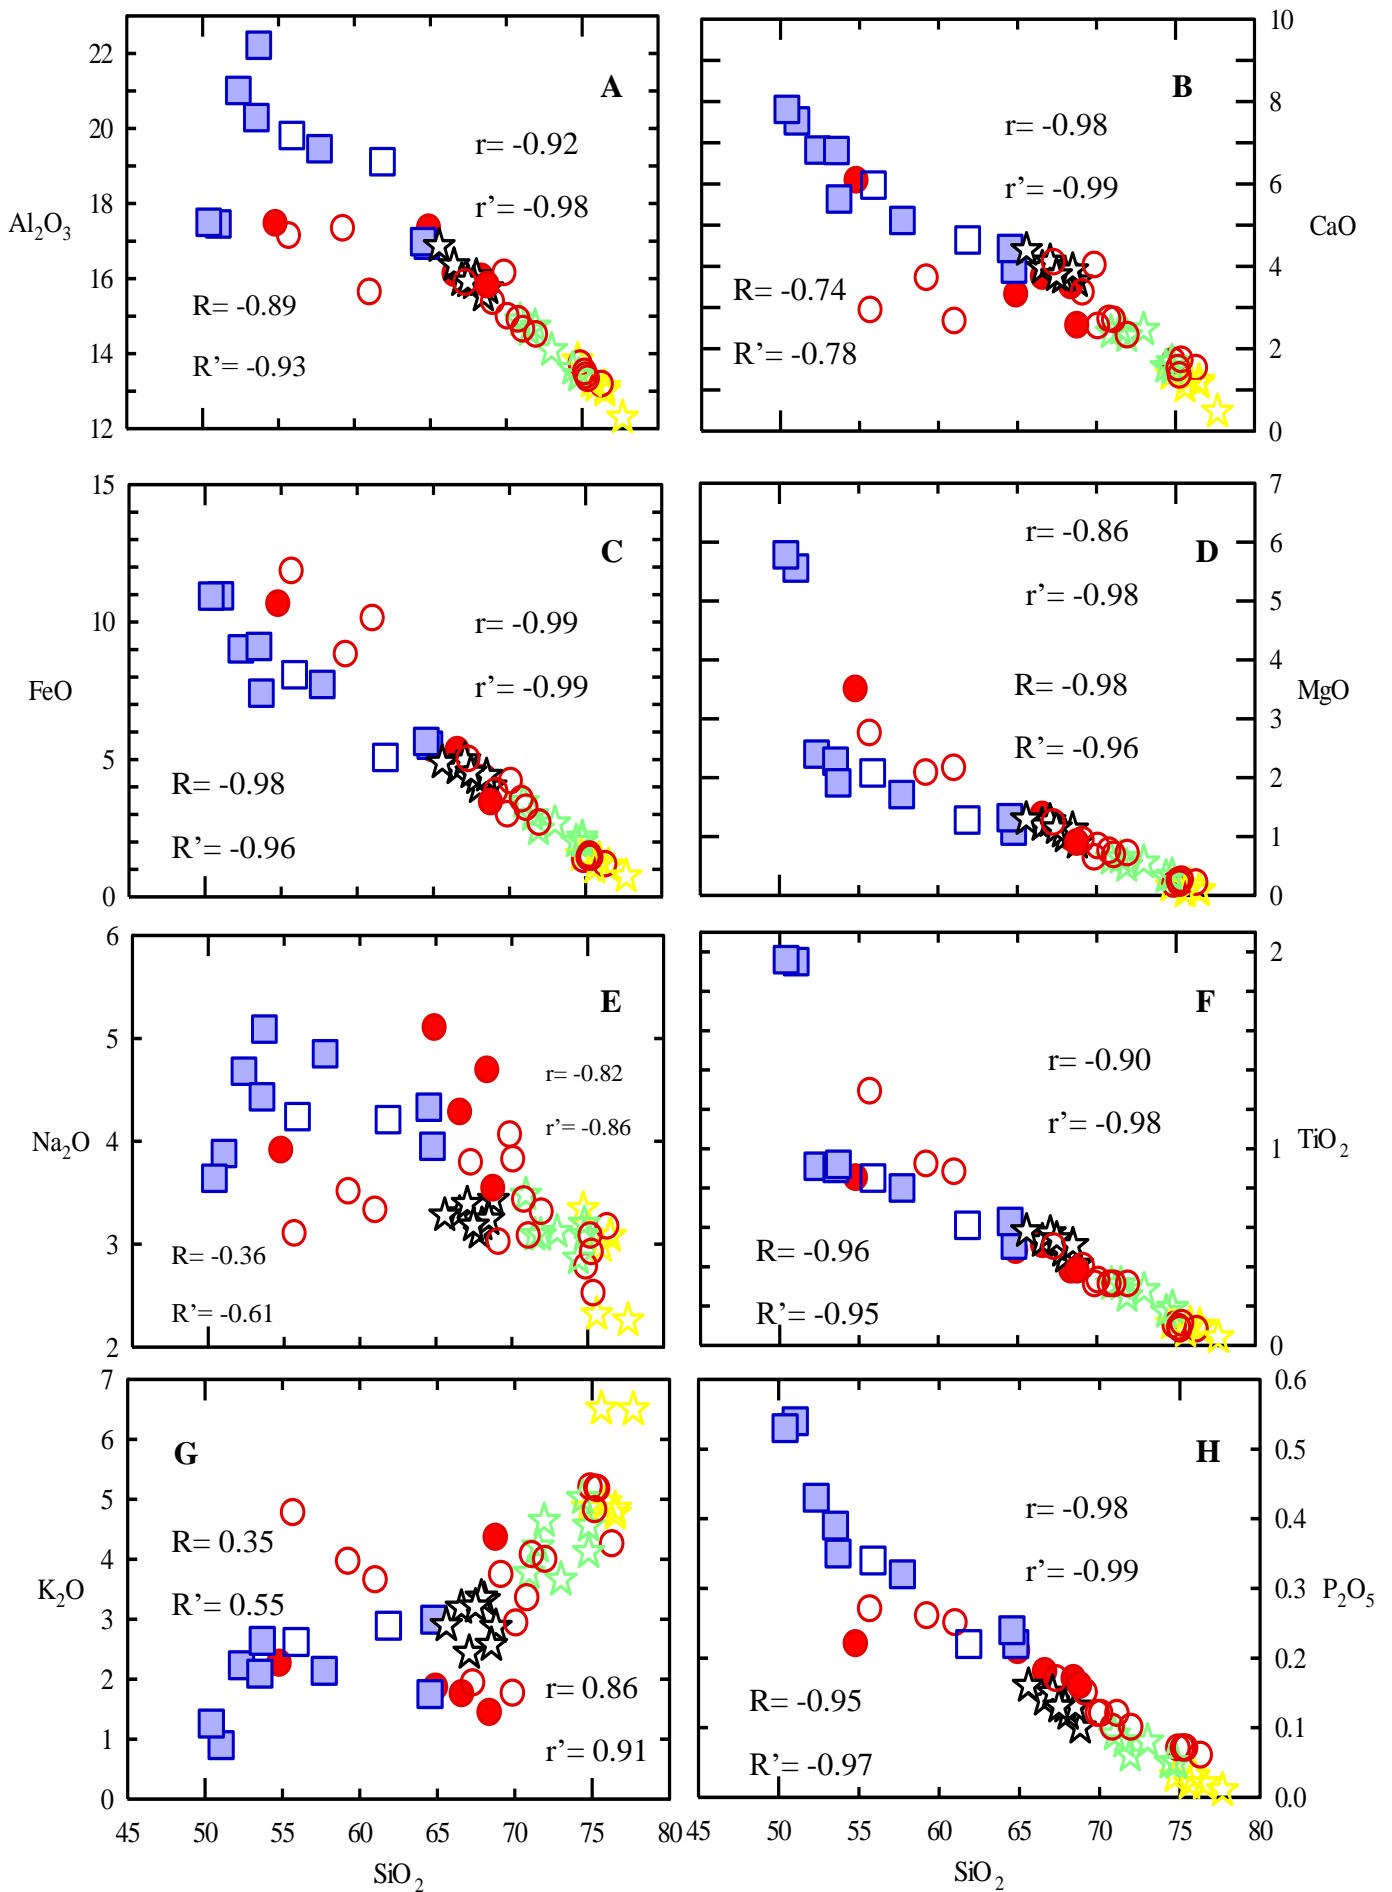 22
20
18
16
14
12
Al₂O₃
A
r= -0.92
r’= -0.98
R= -0.89
R’= -0.93
10
8
6
4
2
0
CaO
B
r= -0.98
r’= -0.99
R= -0.74
R’= -0.78
15
10
5
0
FeO
C
r= -0.99
r’= -0.99
R= -0.98
R’= -0.96
7
6
5
4
3
2
1
0
MgO
D
r= -0.86
r’= -0.98
R= -0.98
R’= -0.96
6
5
4
3
2
Na₂O
E
r= -0.82
r’= -0.86
R= -0.36
R’= -0.61
2
1
0
TiO₂
F
r= -0.90
r’= -0.98
R= -0.96
R’= -0.95
7
6
5
4
3
2
1
0
K₂O
G
R= 0.35
R’= 0.55
r= 0.86
r’= 0.91
45 50 55 60 65 70 75 80
SiO₂
0.6
0.5
0.4
0.3
0.2
0.1
0.0
P₂O₅
H
r= -0.98
r’= -0.99
R= -0.95
R’= -0.97
45 50 55 60 65 70 75 80
SiO₂